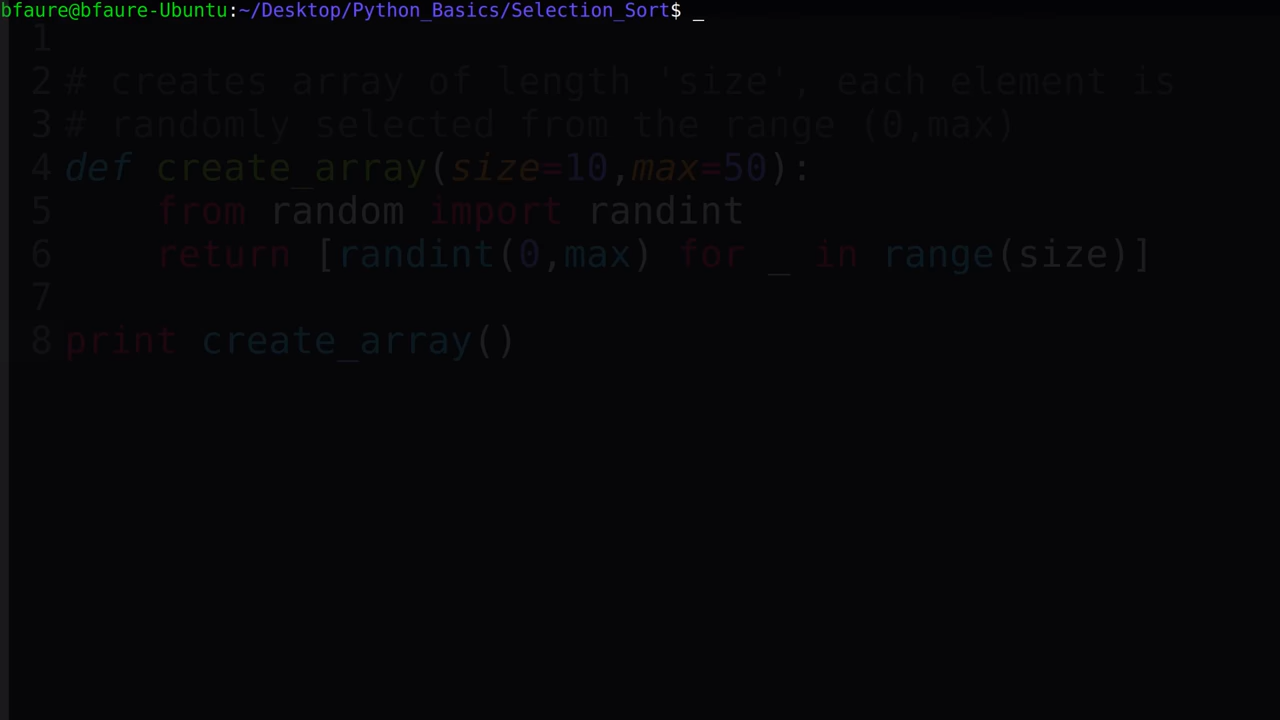 bfaure@bfaure-Ubuntu:~/Desktop/Python_Basics/Selection_Sort$ _
1
2 # creates array of length 'size', each element is
3 # randomly selected from the range (0,max)
4 def create_array(size=10,max=50):
5     from random import randint
6     return [randint(0,max) for _ in range(size)]
7
8 print create_array()